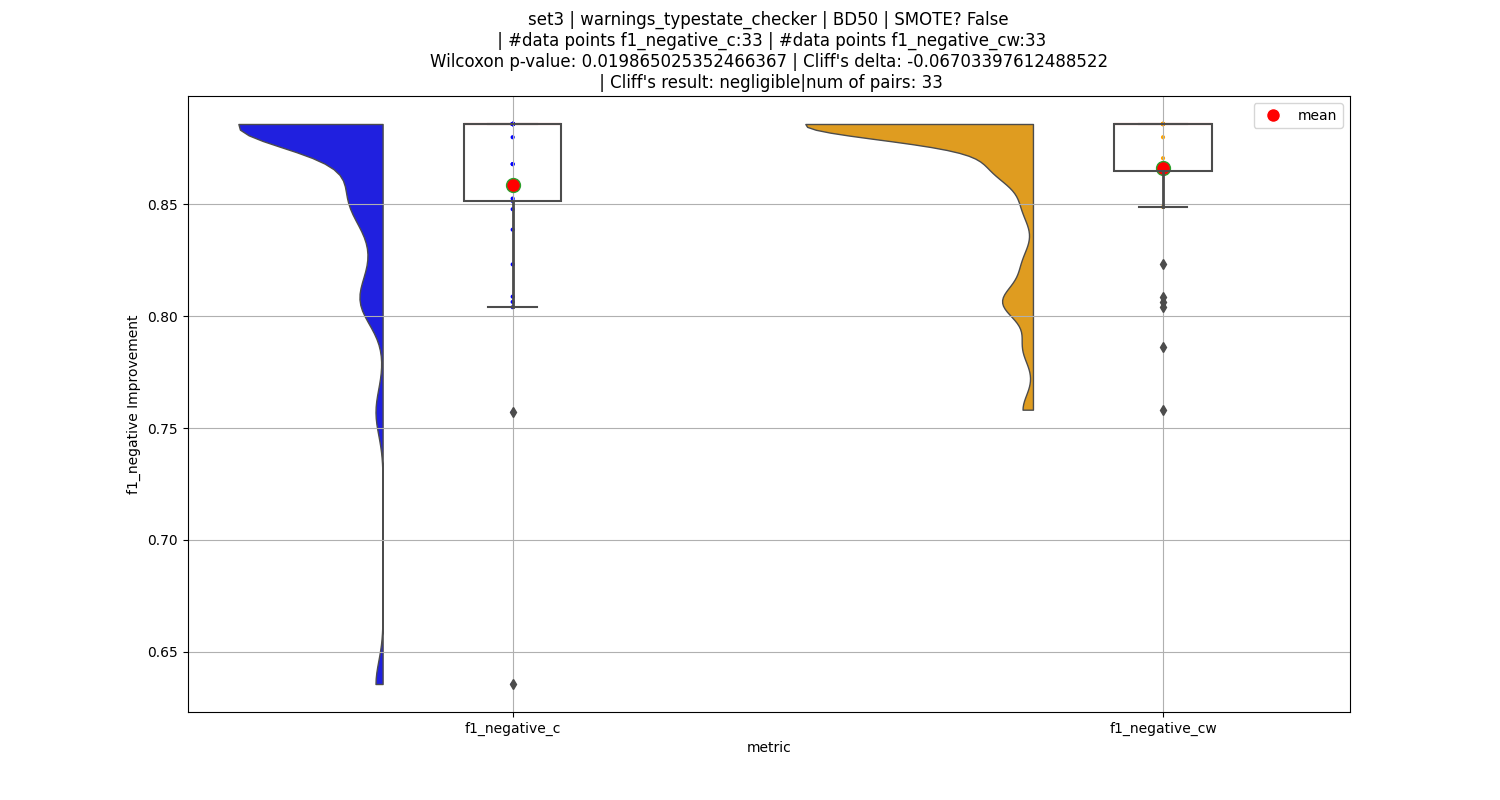 set3 | warnings_typestate_checker | BD50 | SMOTE? False
| #data points f1_negative_c:33 | #data points f1_negative_cw:33
Wilcoxon p-value: 0.019865025352466367 | Cliff's delta: -0.06703397612488522
| Cliff's result: negligible|num of pairs: 33
mean
0.85
0.80
0.75
0.70
0.65
f1_negative Improvement
f1_negative_c
f1_negative_cw
metric